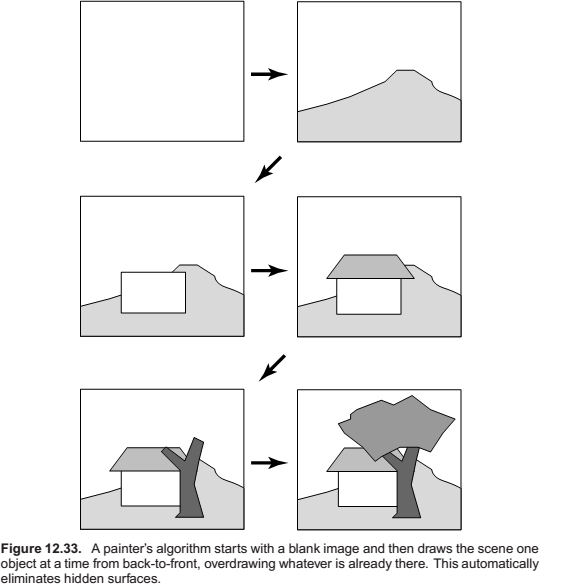 Figure 12.33. A painter's algorithm starts with a blank image and then draws the scene one
object at a time from back-to-front, overdrawing whatever is already there. This automatically
eliminates hidden surfaces.